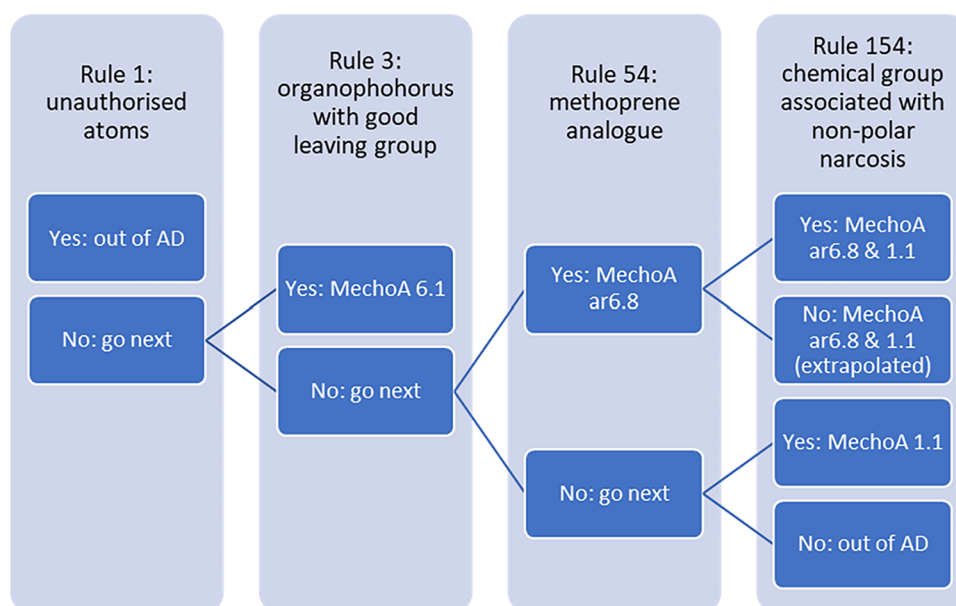 Rule 1:
unauthorised
atoms
Yes: out of AD
No: go next
Rule 3:
organophohorus
with good
leaving group
Yes: MechoA 6.1
No: go next
Rule 54:
methoprene
analogue
Yes: MechoA
ar6.8
No: go next
Rule 154:
chemical group
associated with
non-polar
narcosis
Yes: MechoA
ar6.8 & 1.1
No: MechoA
ar6.8 & 1.1
(extrapolated)
Yes: MechoA 1.1
No: out of AD